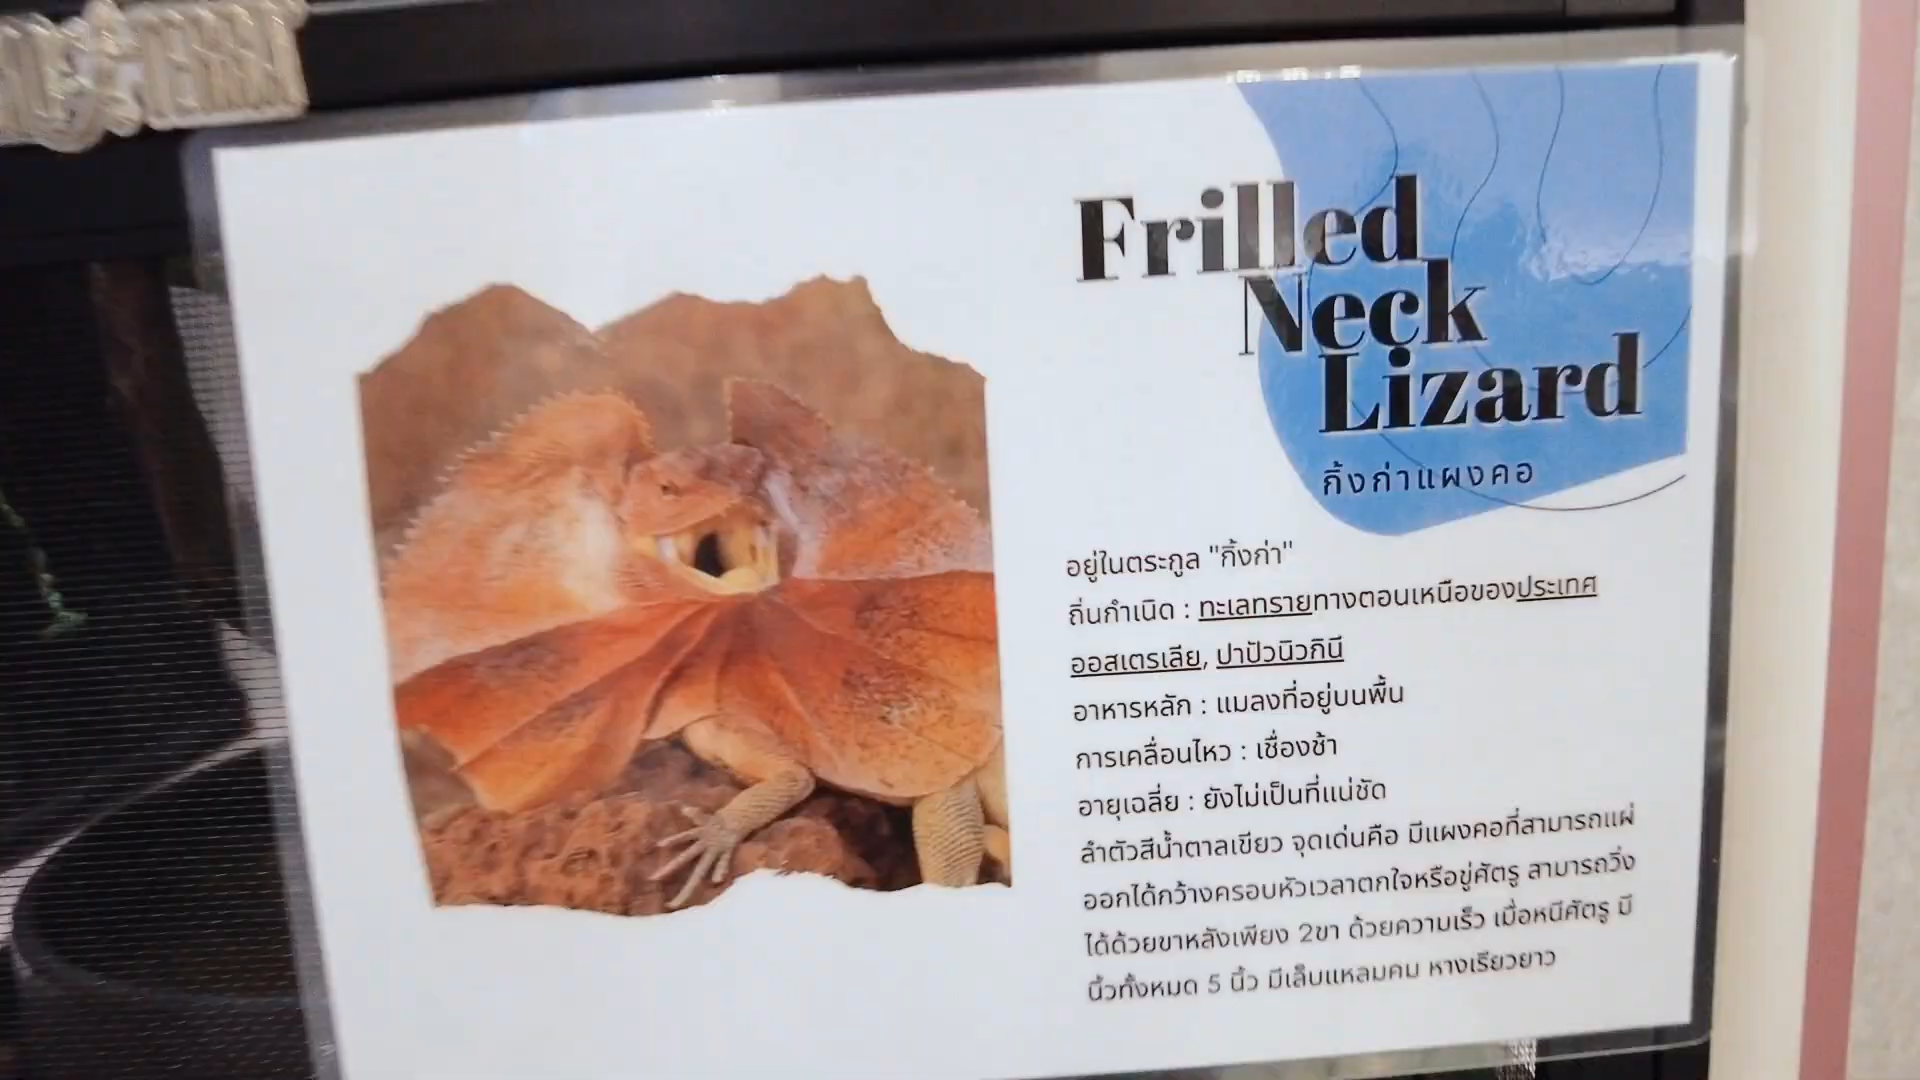 Frilled
Neck
Lizard
กิ้งก่าแผงคอ
อยู่ในตระกูล "กิ้งก่า"
ถิ่นกำเนิด : ทะเลทรายทางตอนเหนือของประเทศ
ออสเตรเลีย, ปาปัวนิวกินี
อาหารหลัก : แมลงที่อยู่บนพื้น
การเคลื่อนไหว : เชื่องช้า
อายุเฉลี่ย : ยังไม่เป็นที่แน่ชัด
ลำตัวสีน้ำตาลเขียว จุดเด่นคือ มีแผงคอที่สามารถแผ่
ออกได้กว้างครอบหัวเวลาตกใจหรือขู่ศัตรู สามารถวิ่ง
ได้ด้วยขาหลังเพียง 2ขา ด้วยความเร็ว เมื่อหนีศัตรู มี
นิ้วทั้งหมด 5 นิ้ว มีเล็บแหลมคม หางเรียวยาว